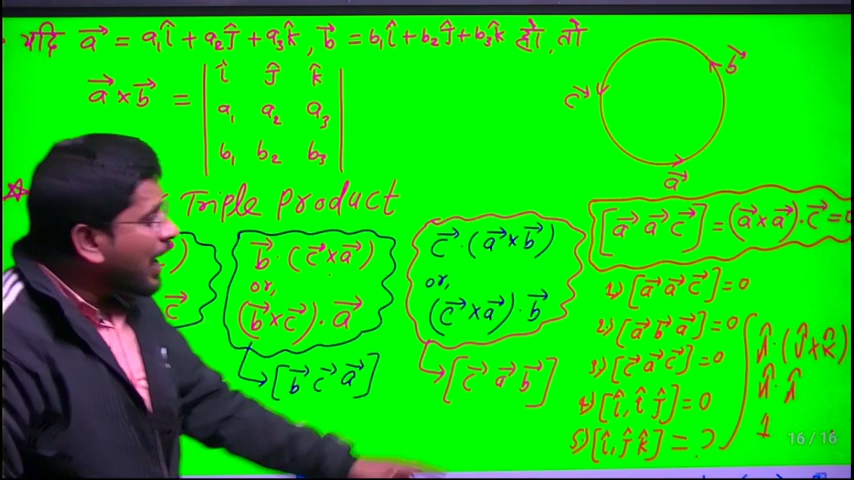 यदि a⃗ = a₁î + a₂ĵ + a₃k̂, b⃗ = b₁î + b₂ĵ + b₃k̂ हो, तो
a⃗ × b⃗ = | î ĵ k̂ |
| a₁ a₂ a₃ |
| b₁ b₂ b₃ |
b⃗
c⃗
a⃗
Triple product
c⃗
b⃗ · (c⃗ × a⃗)
or,
(b⃗ × c⃗) · a⃗
[b⃗ c⃗ a⃗]
c⃗ · (a⃗ × b⃗)
or,
(c⃗ × a⃗) · b⃗
[c⃗ a⃗ b⃗]
[a⃗ a⃗ c⃗] = (a⃗ × a⃗) · c⃗ = 0
1) [a⃗ a⃗ c⃗] = 0
2) [a⃗ b⃗ a⃗] = 0
3) [c⃗ a⃗ c⃗] = 0
4) [î, î ĵ] = 0
5) [î, ĵ k̂] = ?
î · (ĵ × k̂)
î · î
1
16 / 16